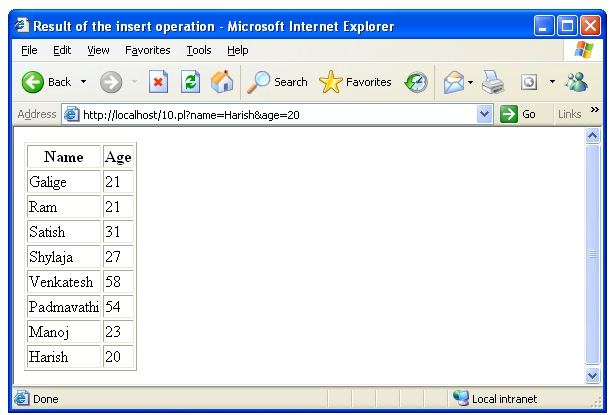 Result of the insert operation - Microsoft Internet Explorer
File Edit View Favorites Tools Help
Back Search Favorites
Address http://localhost/10.pl?name=Harish&age=20 Go Links »
Name Age
Galige 21
Ram 21
Satish 31
Shylaja 27
Venkatesh 58
Padmavathi 54
Manoj 23
Harish 20
Done Local intranet